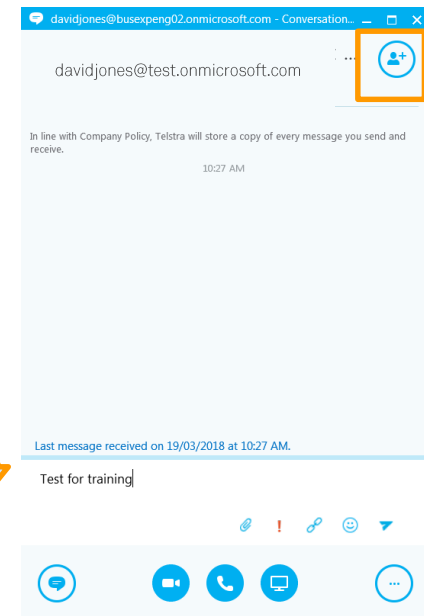 davidjones@busexpeng02.onmicrosoft.com - Conversation...
davidjones@test.onmicrosoft.com
...
In line with Company Policy, Telstra will store a copy of every message you send and
receive.
10:27 AM
Last message received on 19/03/2018 at 10:27 AM.
Test for training